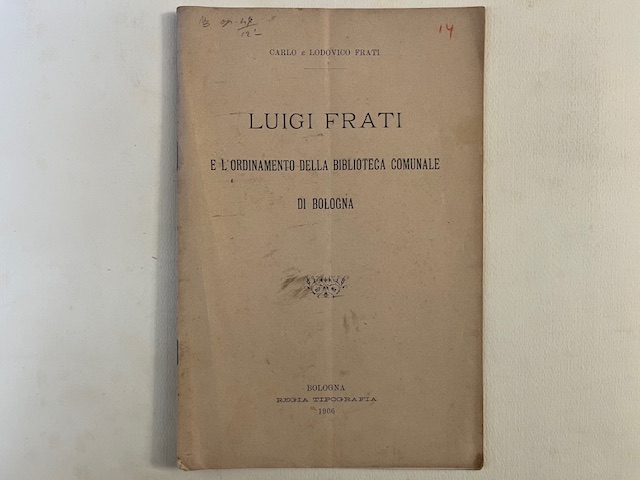 14
CARLO E LODOVICO FRATI
LUIGI FRATI
E L'ORDINAMENTO DELLA BIBLIOTECA COMUNALE
DI BOLOGNA
BOLOGNA
REGIA TIPOGRAFIA
1906